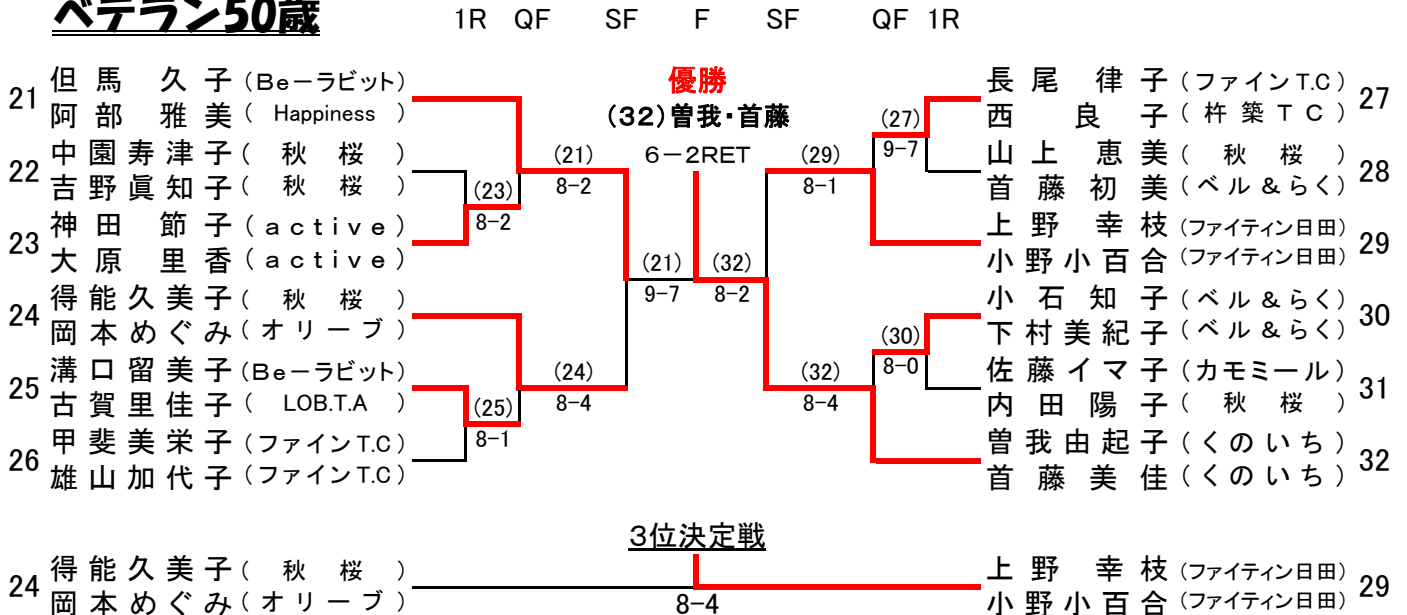 ベテラン50歳 1R QF SF F SF QF 1R
優勝
(32)曽我・首藤
6－2RET
21 但馬 久子(Be－ラビット)
阿部 雅美( Happiness )
22 中園寿津子( 秋 桜 )
吉野眞知子( 秋 桜 )
23 神田 節子(active)
大原 里香(active)
24 得能久美子( 秋 桜 )
岡本めぐみ(オリーブ)
25 溝口留美子(Be－ラビット)
古賀里佳子( LOB.T.A )
26 甲斐美栄子(ファインT.C)
雄山加代子(ファインT.C)
(23)
8-2
(25)
8-1
(21)
8-2
(24)
8-4
(21)
9-7
(32)
8-2
(29)
8-1
(32)
8-4
(27)
9-7
(30)
8-0
長尾 律子(ファインT.C) 27
西 良 子(杵築TC)
山上 恵美( 秋 桜 ) 28
首藤初美(ベル&らく)
上野 幸枝(ファイティン日田) 29
小野小百合(ファイティン日田)
小石知子(ベル&らく) 30
下村美紀子(ベル&らく)
佐藤イマ子(カモミール) 31
内田陽子( 秋 桜 )
曽我由起子(くのいち) 32
首藤美佳(くのいち)
3位決定戦
24 得能久美子( 秋 桜 )
岡本めぐみ(オリーブ)
8-4
上野 幸枝(ファイティン日田) 29
小野小百合(ファイティン日田)